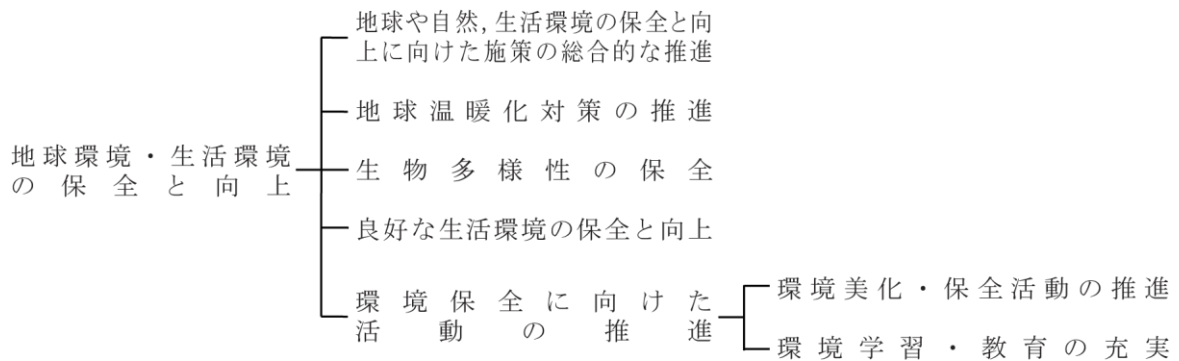 地球や自然,生活環境の保全と向
上に向けた施策の総合的な推進
地球温暖化対策の推進
地球環境・生活環境
の保全と向上
生物多様性の保全
良好な生活環境の保全と向上
環境保全に向けた
活動の推進
環境美化・保全活動の推進
環境学習・教育の充実